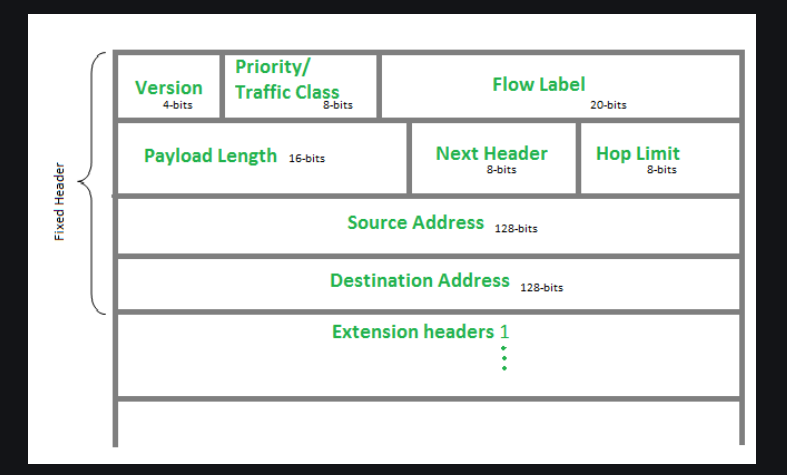 Priority/
Version Traffic Class Flow Label
4-bits 8-bits 20-bits
Payload Length 16-bits Next Header Hop Limit
8-bits 8-bits
Fixed Header
Source Address 128-bits
Destination Address 128-bits
Extension headers 1